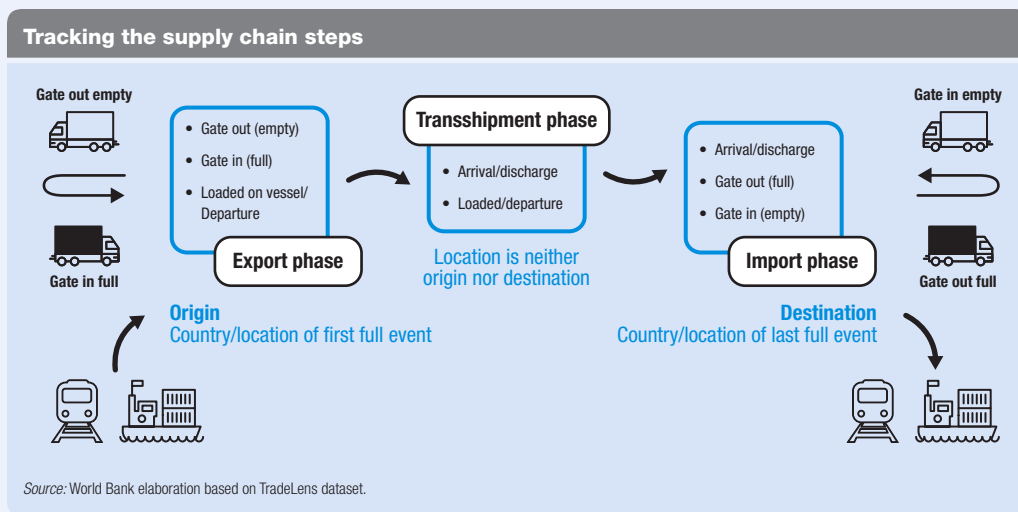 Tracking the supply chain steps
Gate out empty
Gate in full
• Gate out (empty)
• Gate in (full)
• Loaded on vessel/
Departure
Export phase
Origin
Country/location of first full event
Transshipment phase
• Arrival/discharge
• Loaded/departure
Location is neither
origin nor destination
• Arrival/discharge
• Gate out (full)
• Gate in (empty)
Import phase
Destination
Country/location of last full event
Gate in empty
Gate out full
Source: World Bank elaboration based on TradeLens dataset.